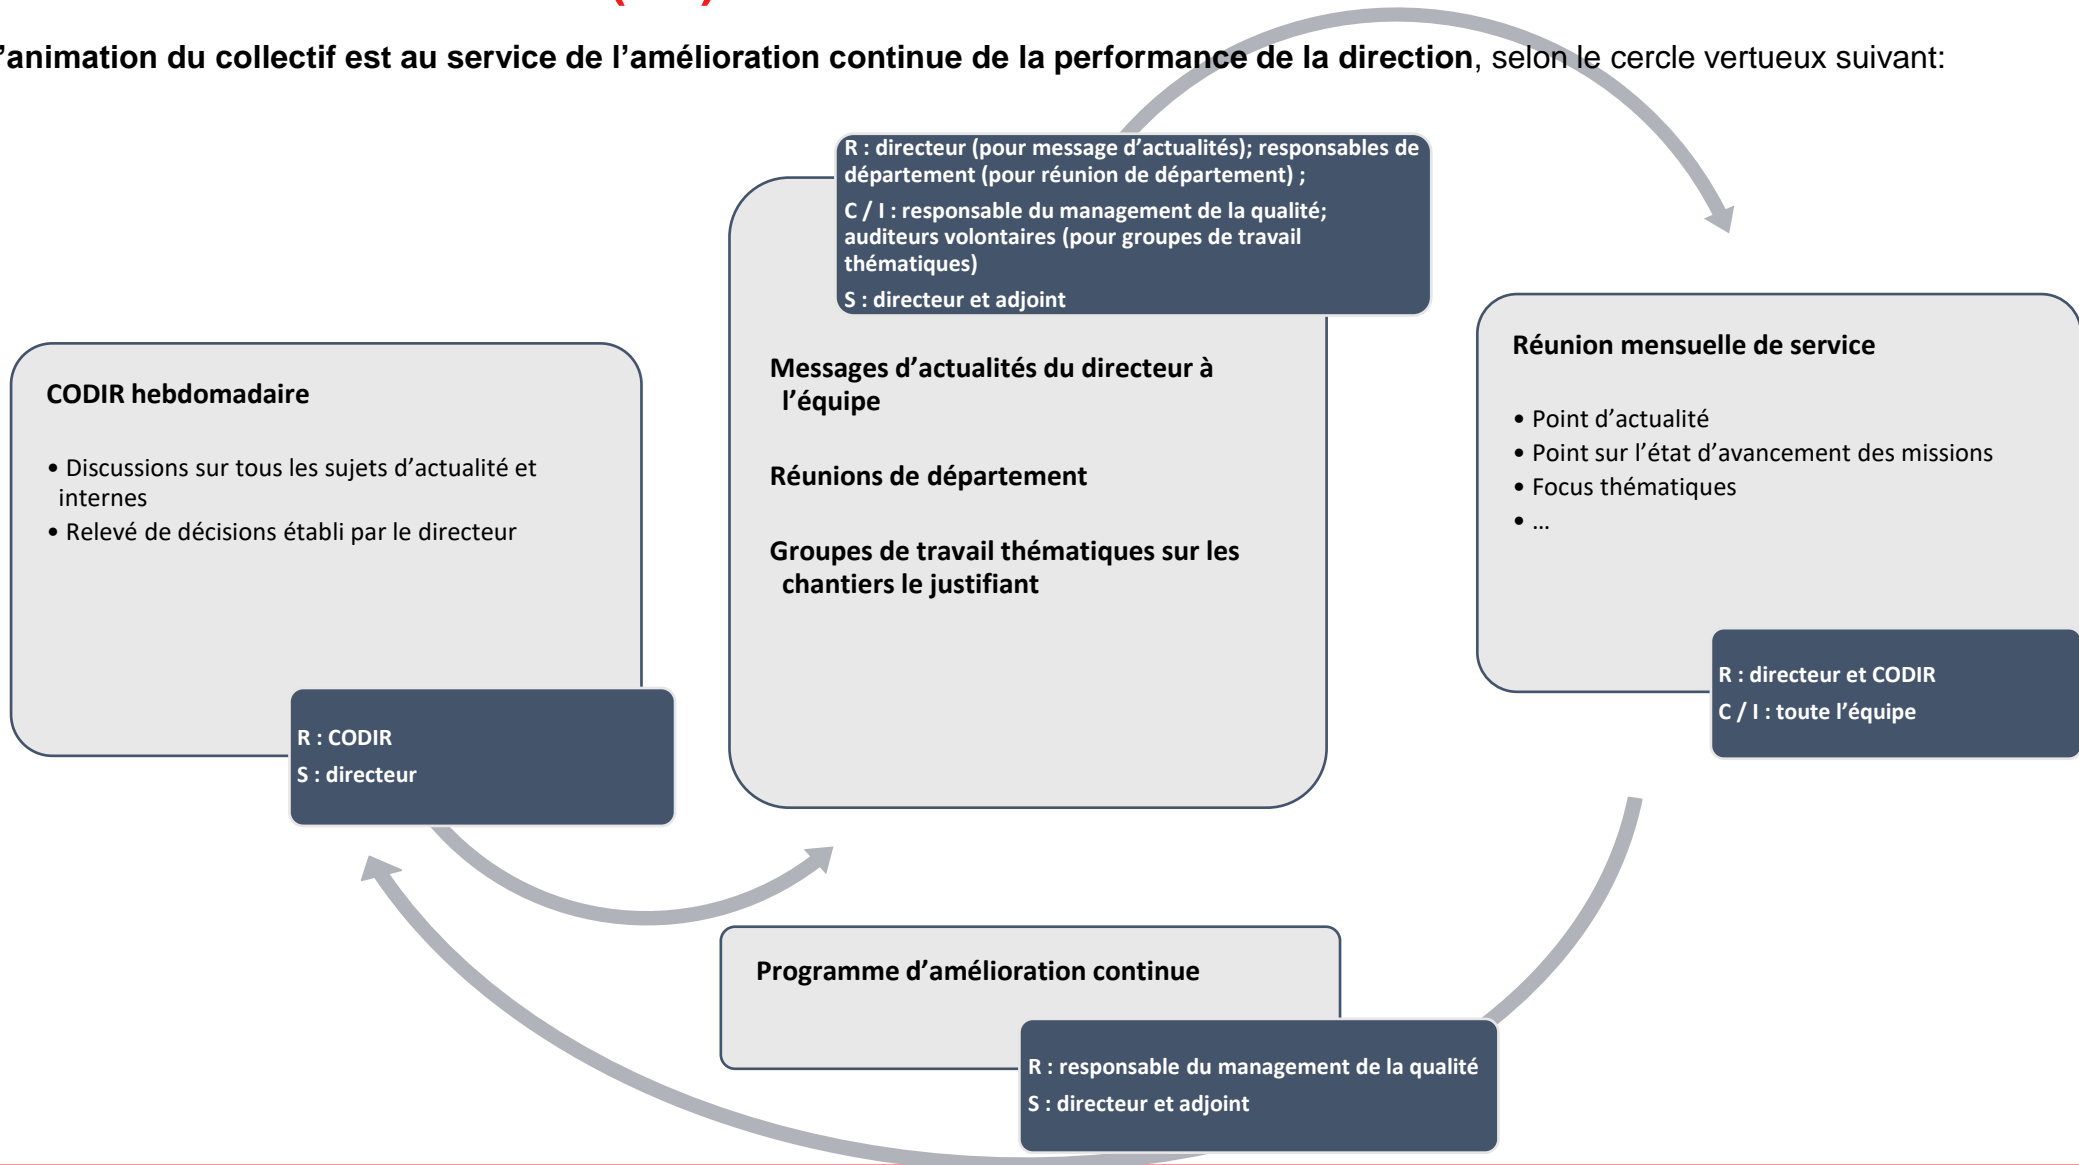 ’animation du collectif est au service de l’amélioration continue de la performance de la direction, selon le cercle vertueux suivant:
R : directeur (pour message d’actualités); responsables de
département (pour réunion de département) ;
C / I : responsable du management de la qualité;
auditeurs volontaires (pour groupes de travail
thématiques)
S : directeur et adjoint
Messages d’actualités du directeur à
l’équipe
Réunions de département
Groupes de travail thématiques sur les
chantiers le justifiant
CODIR hebdomadaire
• Discussions sur tous les sujets d’actualité et
internes
• Relevé de décisions établi par le directeur
R : CODIR
S : directeur
Réunion mensuelle de service
• Point d’actualité
• Point sur l’état d’avancement des missions
• Focus thématiques
• …
R : directeur et CODIR
C / I : toute l’équipe
Programme d’amélioration continue
R : responsable du management de la qualité
S : directeur et adjoint